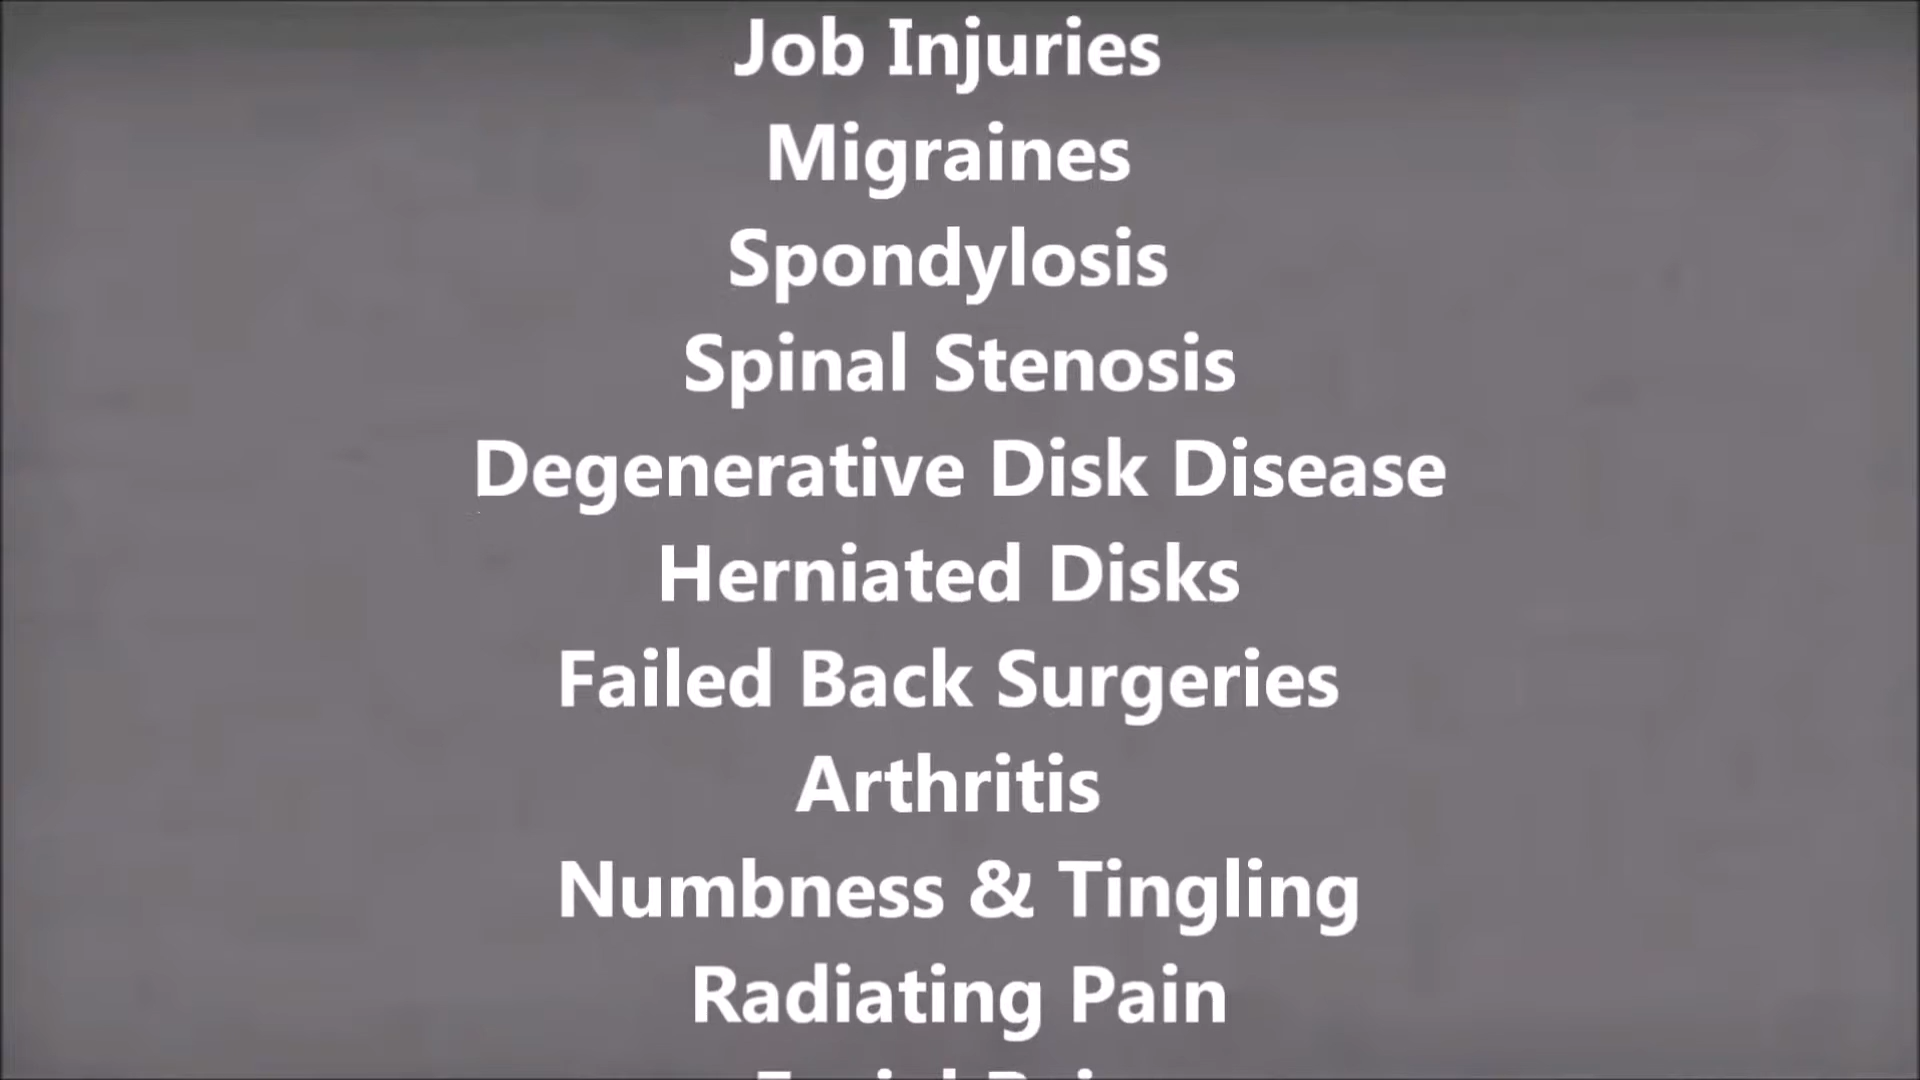 Job Injuries
Migraines
Spondylosis
Spinal Stenosis
Degenerative Disk Disease
Herniated Disks
Failed Back Surgeries
Arthritis
Numbness & Tingling
Radiating Pain